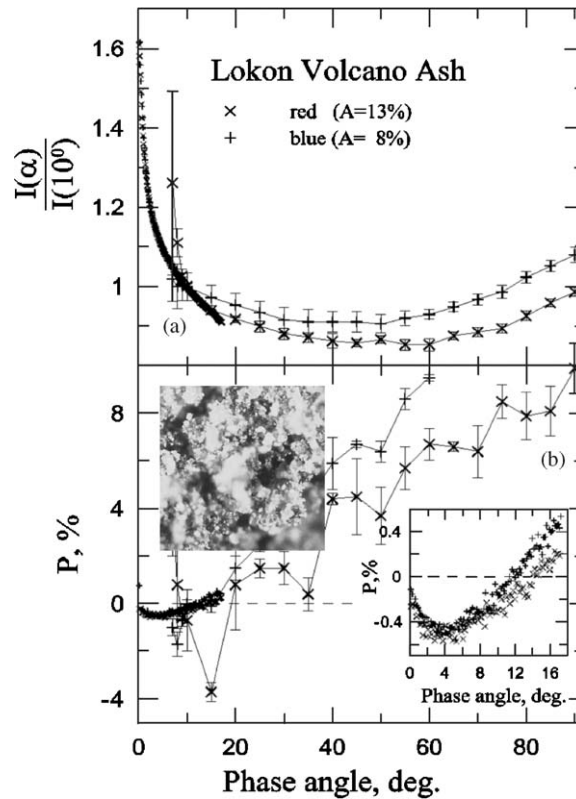 Lokon Volcano Ash
× red (A=13%)
+ blue (A= 8%)
I(α)
I(10⁰)
1.6
1.4
1.2
1
(a)
8
4
0
-4
P, %
(b)
0.4
0
-0.4
P,%
0 4 8 12 16
Phase angle, deg.
0 20 40 60 80
Phase angle, deg.